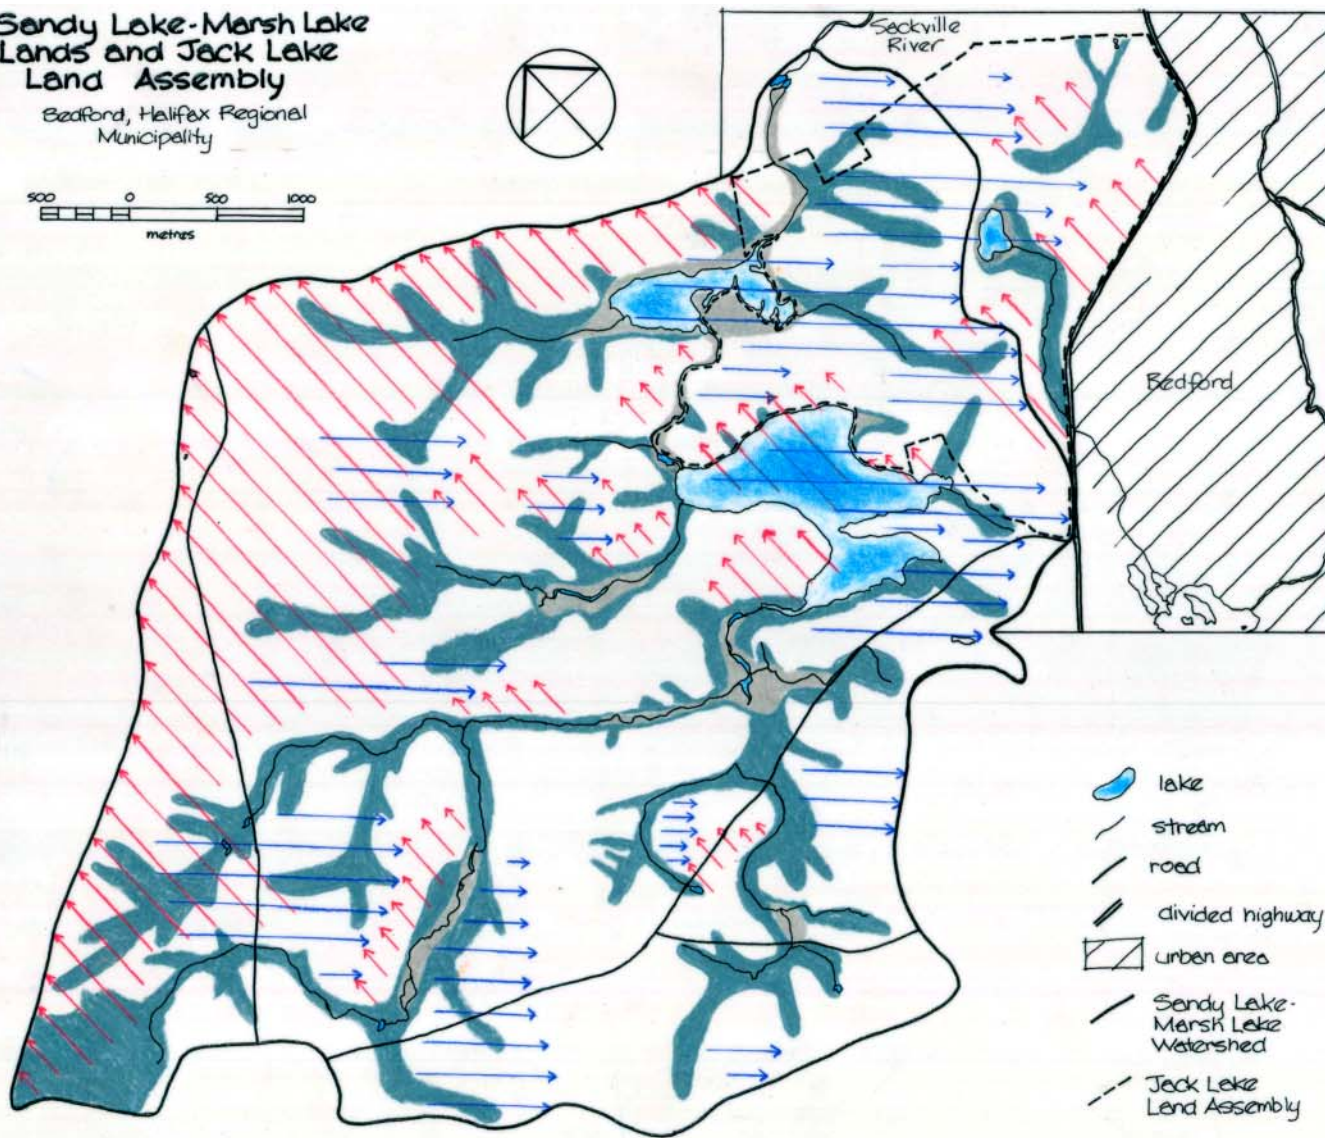 Sandy Lake-Marsh Lake
Lands and Jack Lake
Land Assembly
Bedford, Halifax Regional
Municipality
500 0 500 1000
metres
Sackville
River
Bedford
lake
stream
road
divided highway
urban area
Sandy Lake-
Marsh Lake
Watershed
Jack Lake
Land Assembly